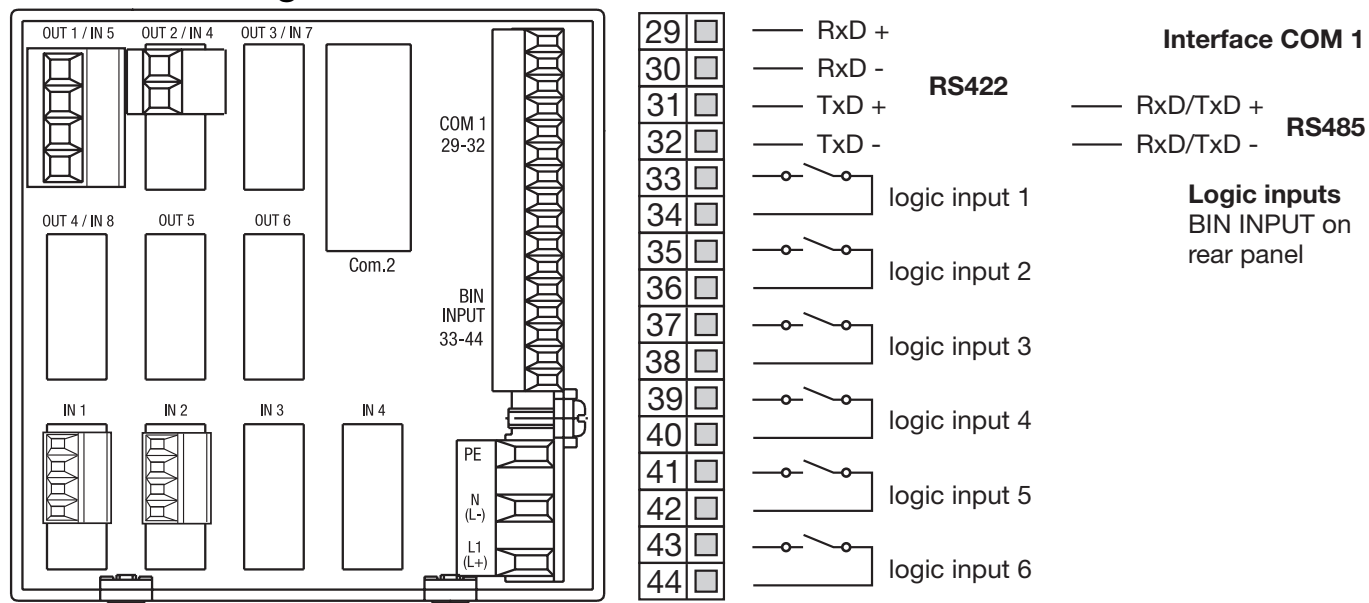 OUT 1 / IN 5
OUT 2 / IN 4
OUT 3 / IN 7
COM 1
29-32
OUT 4 / IN 8
OUT 5
OUT 6
Com.2
BIN
INPUT
33-44
IN 1
IN 2
IN 3
IN 4
PE
N
(L-)
L1
(L+)
29 RxD +
30 RxD -
31 TxD +
32 TxD -
RS422
Interface COM 1
RxD/TxD +
RxD/TxD -
RS485
33
34
logic input 1
35
36
logic input 2
37
38
logic input 3
39
40
logic input 4
41
42
logic input 5
43
44
logic input 6
Logic inputs
BIN INPUT on
rear panel